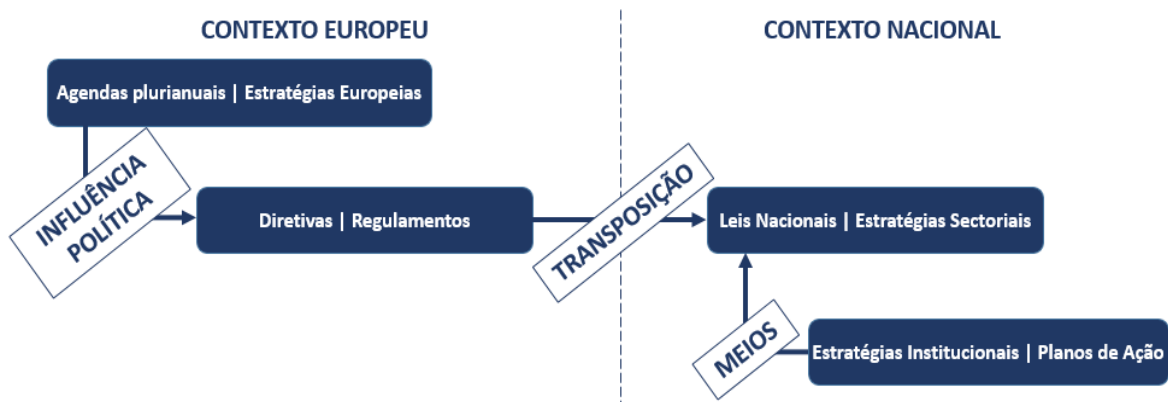 CONTEXTO EUROPEU
CONTEXTO NACIONAL
Agendas plurianuais | Estratégias Europeias
INFLUÊNCIA
POLÍTICA
Diretivas | Regulamentos
TRANSPOSIÇÃO
Leis Nacionais | Estratégias Sectoriais
MEIOS
Estratégias Institucionais | Planos de Ação